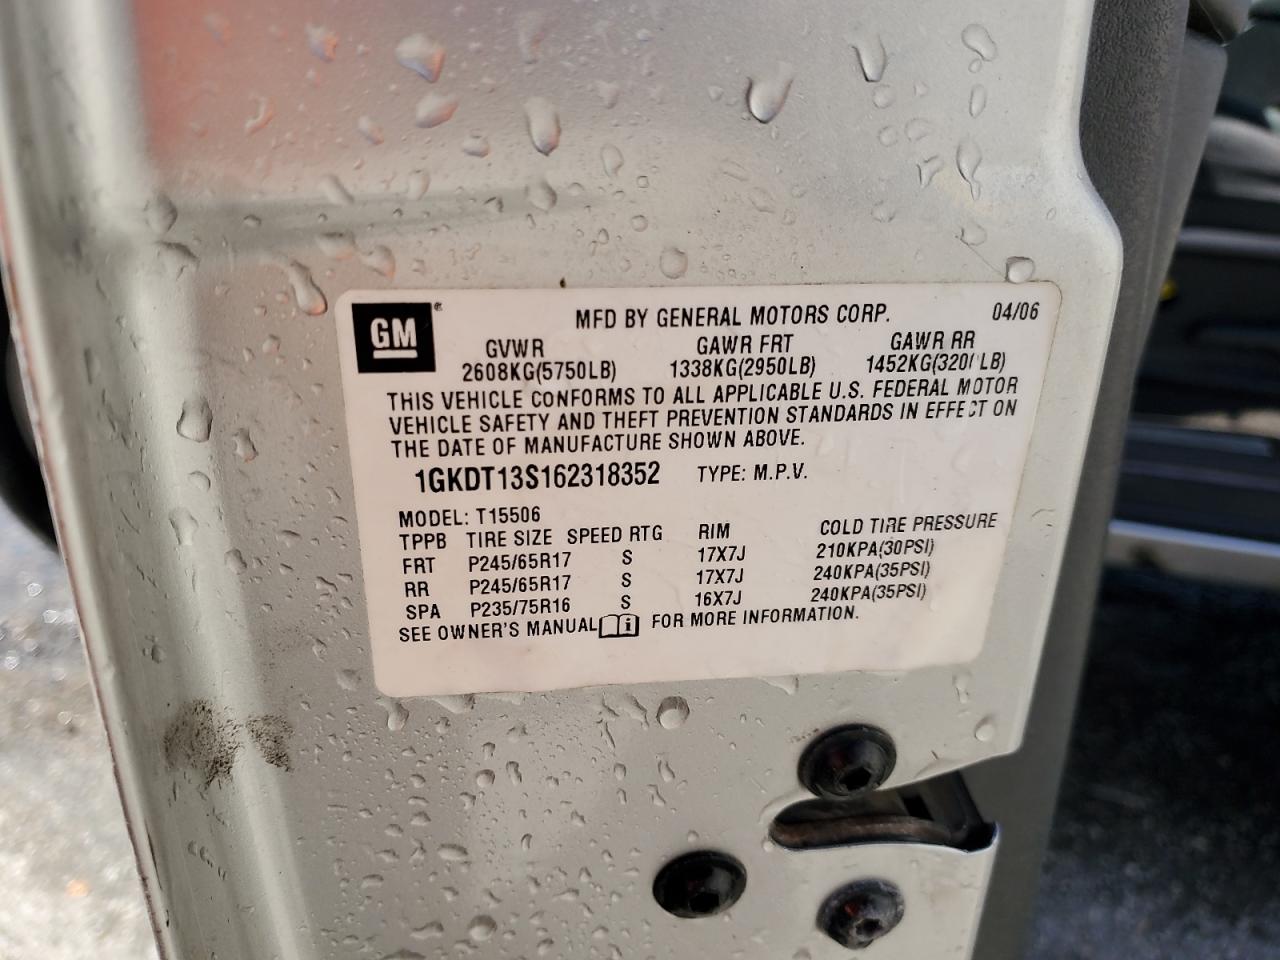 GM®
MFD BY GENERAL MOTORS CORP. 04/06
GVWR GAWR FRT GAWR RR
2608KG(5750LB) 1338KG(2950LB) 1452KG(3200LB)
THIS VEHICLE CONFORMS TO ALL APPLICABLE U.S. FEDERAL MOTOR
VEHICLE SAFETY AND THEFT PREVENTION STANDARDS IN EFFECT ON
THE DATE OF MANUFACTURE SHOWN ABOVE.
1GKDT13S162318352 TYPE: M.P.V.
MODEL: T15506
TPPB TIRE SIZE SPEED RTG RIM COLD TIRE PRESSURE
FRT P245/65R17 S 17X7J 210KPA(30PSI)
RR P245/65R17 S 17X7J 240KPA(35PSI)
SPA P235/75R16 S 16X7J 240KPA(35PSI)
SEE OWNER'S MANUAL i FOR MORE INFORMATION.